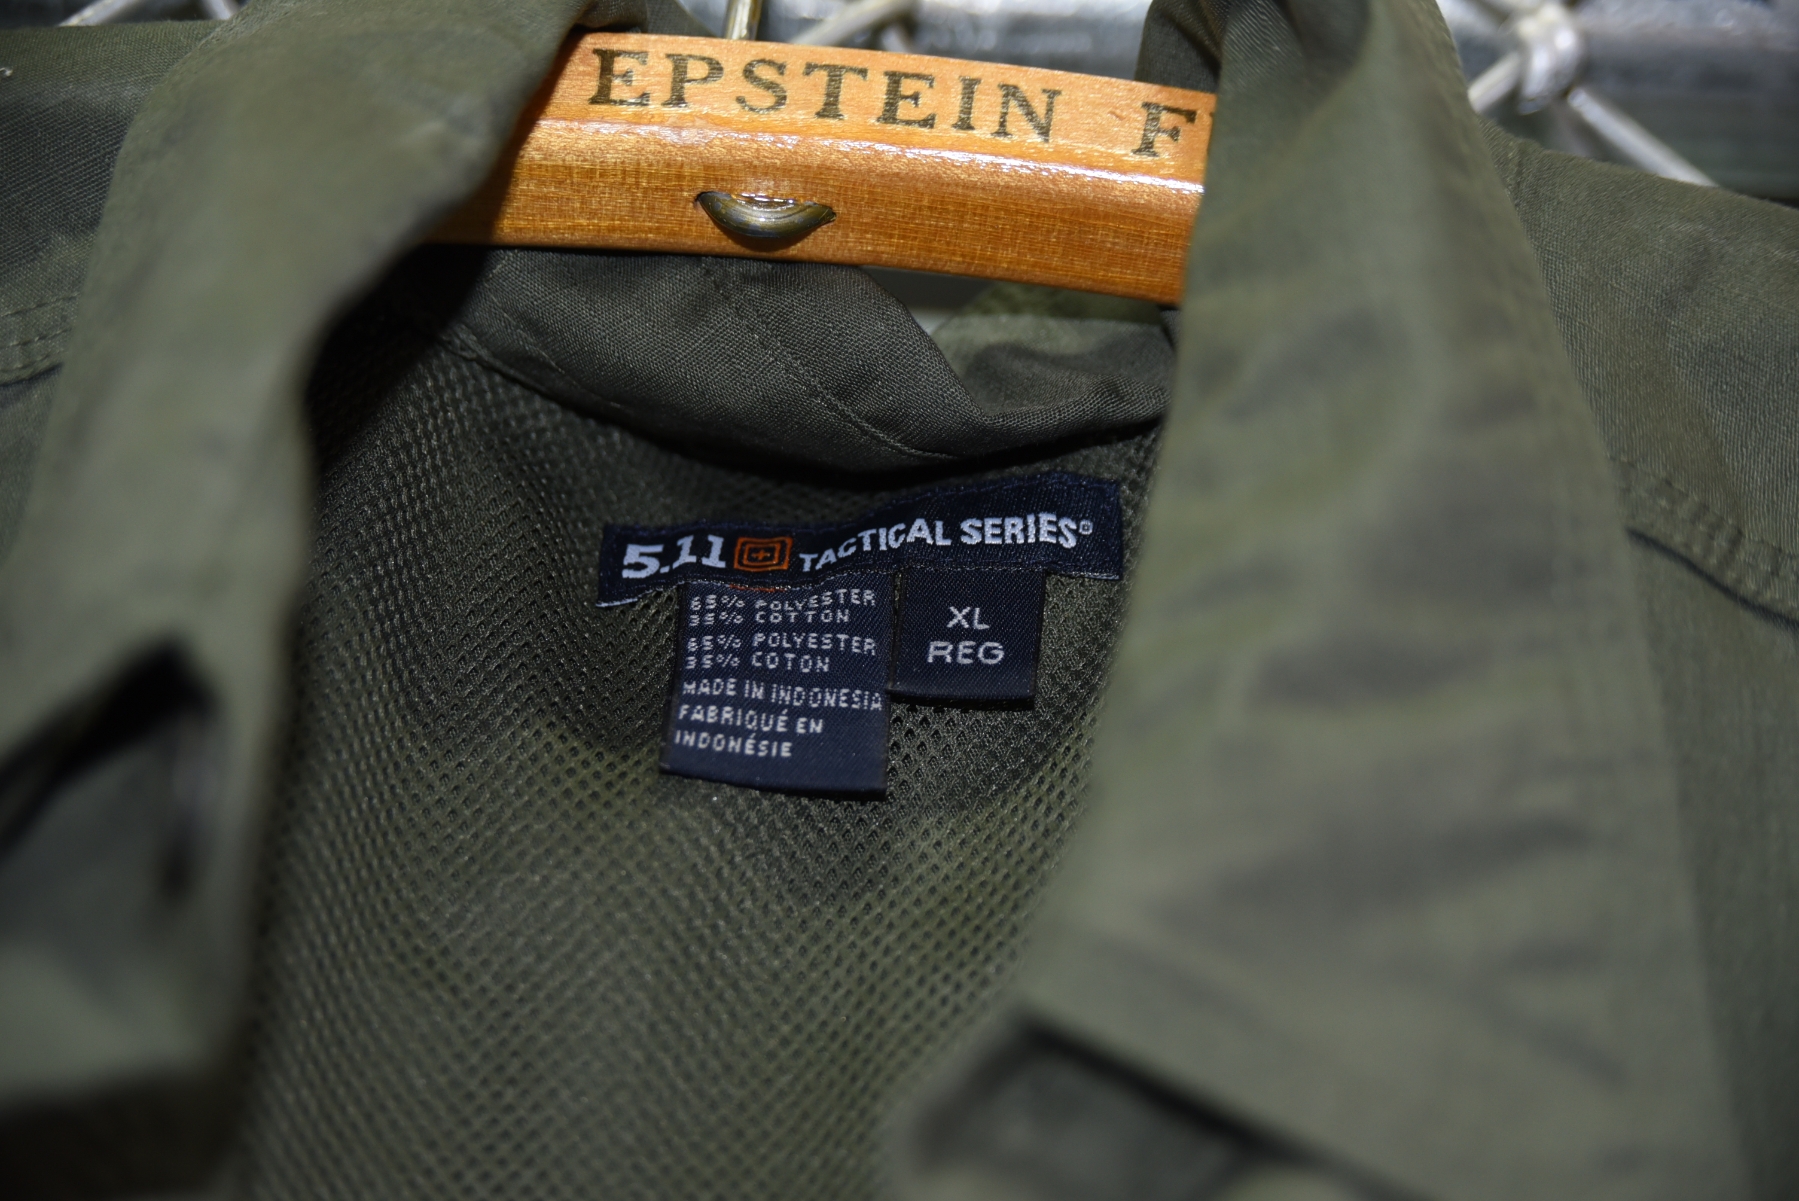 EPSTEIN F
5.11 TACTICAL SERIES®
65% POLYESTER
35% COTTON
65% POLYESTER
35% COTON
MADE IN INDONESIA
FABRIQUÉ EN
INDONÉSIE
XL
REG